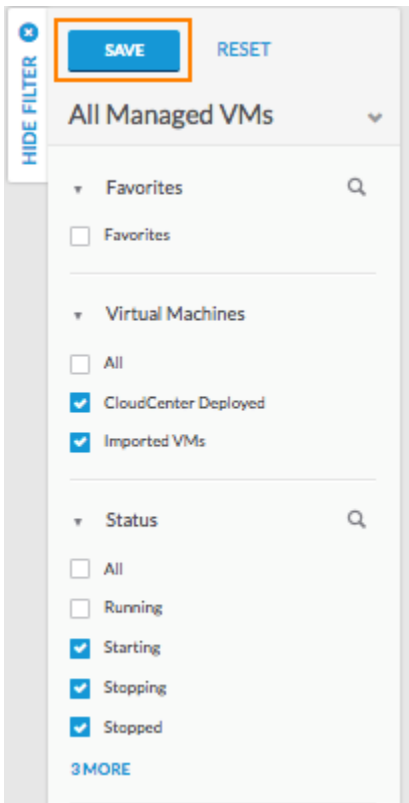 HIDE FILTER
SAVE
RESET
All Managed VMs
Favorites
Favorites
Virtual Machines
All
CloudCenter Deployed
Imported VMs
Status
All
Running
Starting
Stopping
Stopped
3 MORE